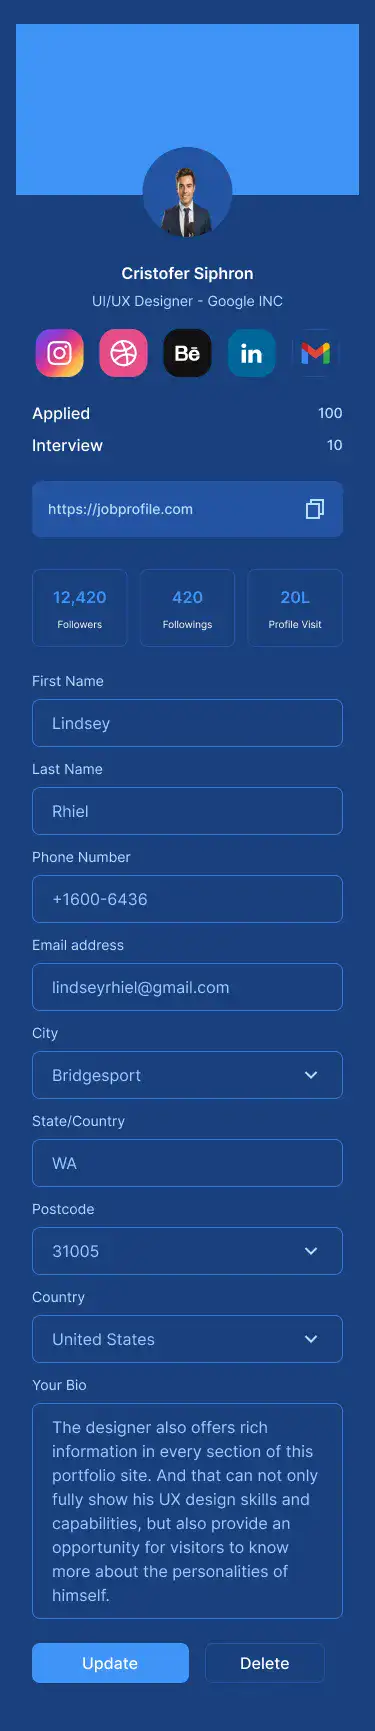 Cristofer Siphron
UI/UX Designer - Google INC
Bē
in
Applied 100
Interview 10
https://jobprofile.com
12,420 420 20L
Followers Followings Profile Visit
First Name
Lindsey
Last Name
Rhiel
Phone Number
+1600-6436
Email address
lindseyrhiel@gmail.com
City
Bridgesport
State/Country
WA
Postcode
31005
Country
United States
Your Bio
The designer also offers rich
information in every section of this
portfolio site. And that can not only
fully show his UX design skills and
capabilities, but also provide an
opportunity for visitors to know
more about the personalities of
himself.
Update Delete